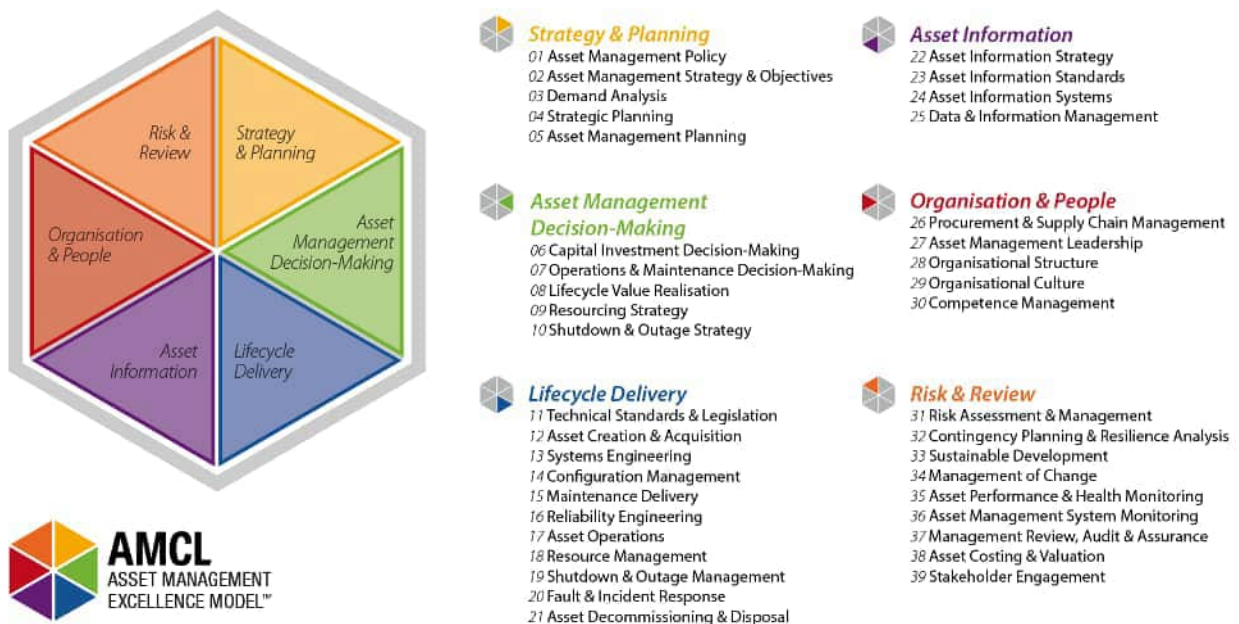 Risk &
Review
Strategy
& Planning
Organisation
& People
Asset
Management
Decision-Making
Asset
Information
Lifecycle
Delivery
AMCL
ASSET MANAGEMENT
EXCELLENCE MODEL™
Strategy & Planning
01 Asset Management Policy
02 Asset Management Strategy & Objectives
03 Demand Analysis
04 Strategic Planning
05 Asset Management Planning
Asset Management
Decision-Making
06 Capital Investment Decision-Making
07 Operations & Maintenance Decision-Making
08 Lifecycle Value Realisation
09 Resourcing Strategy
10 Shutdown & Outage Strategy
Lifecycle Delivery
11 Technical Standards & Legislation
12 Asset Creation & Acquisition
13 Systems Engineering
14 Configuration Management
15 Maintenance Delivery
16 Reliability Engineering
17 Asset Operations
18 Resource Management
19 Shutdown & Outage Management
20 Fault & Incident Response
21 Asset Decommissioning & Disposal
Asset Information
22 Asset Information Strategy
23 Asset Information Standards
24 Asset Information Systems
25 Data & Information Management
Organisation & People
26 Procurement & Supply Chain Management
27 Asset Management Leadership
28 Organisational Structure
29 Organisational Culture
30 Competence Management
Risk & Review
31 Risk Assessment & Management
32 Contingency Planning & Resilience Analysis
33 Sustainable Development
34 Management of Change
35 Asset Performance & Health Monitoring
36 Asset Management System Monitoring
37 Management Review, Audit & Assurance
38 Asset Costing & Valuation
39 Stakeholder Engagement